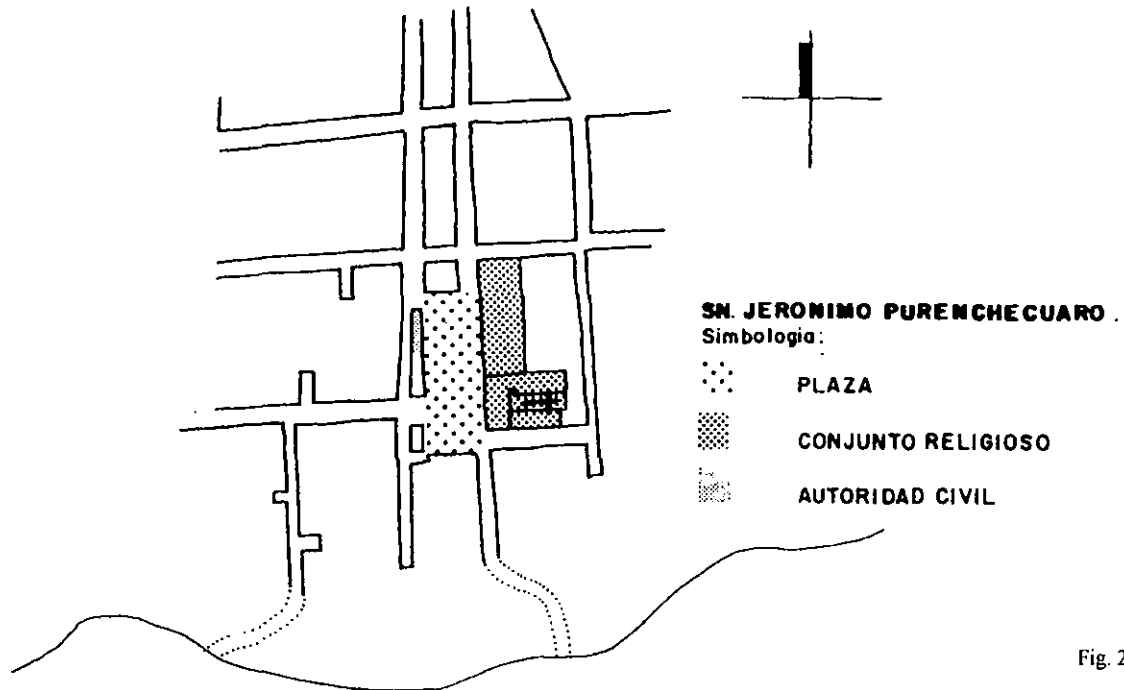 SN. JERONIMO PURENCHECUARO.
Simbologia:
PLAZA
CONJUNTO RELIGIOSO
AUTORIDAD CIVIL
Fig. 2